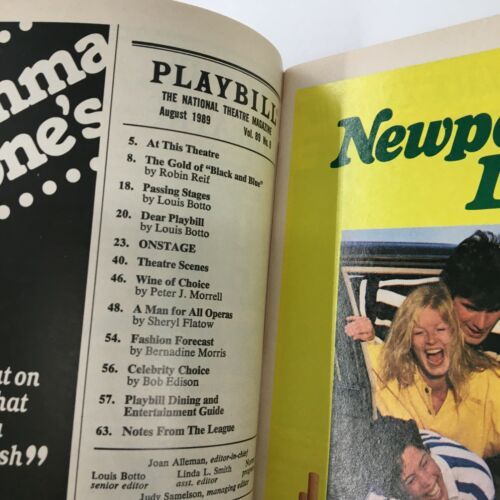 PLAYBILL
THE NATIONAL THEATRE MAGAZINE
August 1989 Vol. 89 No. 8
5. At This Theatre
8. The Gold of "Black and Blue"
by Robin Reif
18. Passing Stages
by Louis Botto
20. Dear Playbill
by Louis Botto
23. ONSTAGE
40. Theatre Scenes
46. Wine of Choice
by Peter J. Morrell
48. A Man for All Operas
by Sheryl Flatow
54. Fashion Forecast
by Bernadine Morris
56. Celebrity Choice
by Bob Edison
57. Playbill Dining and
Entertainment Guide
63. Notes From The League
Joan Alleman, editor-in-chief
Louis Botto Linda L. Smith
senior editor asst. editor
Judy Samelson, managing editor
nma
one's
at on
hat
a
sh"
Newpo